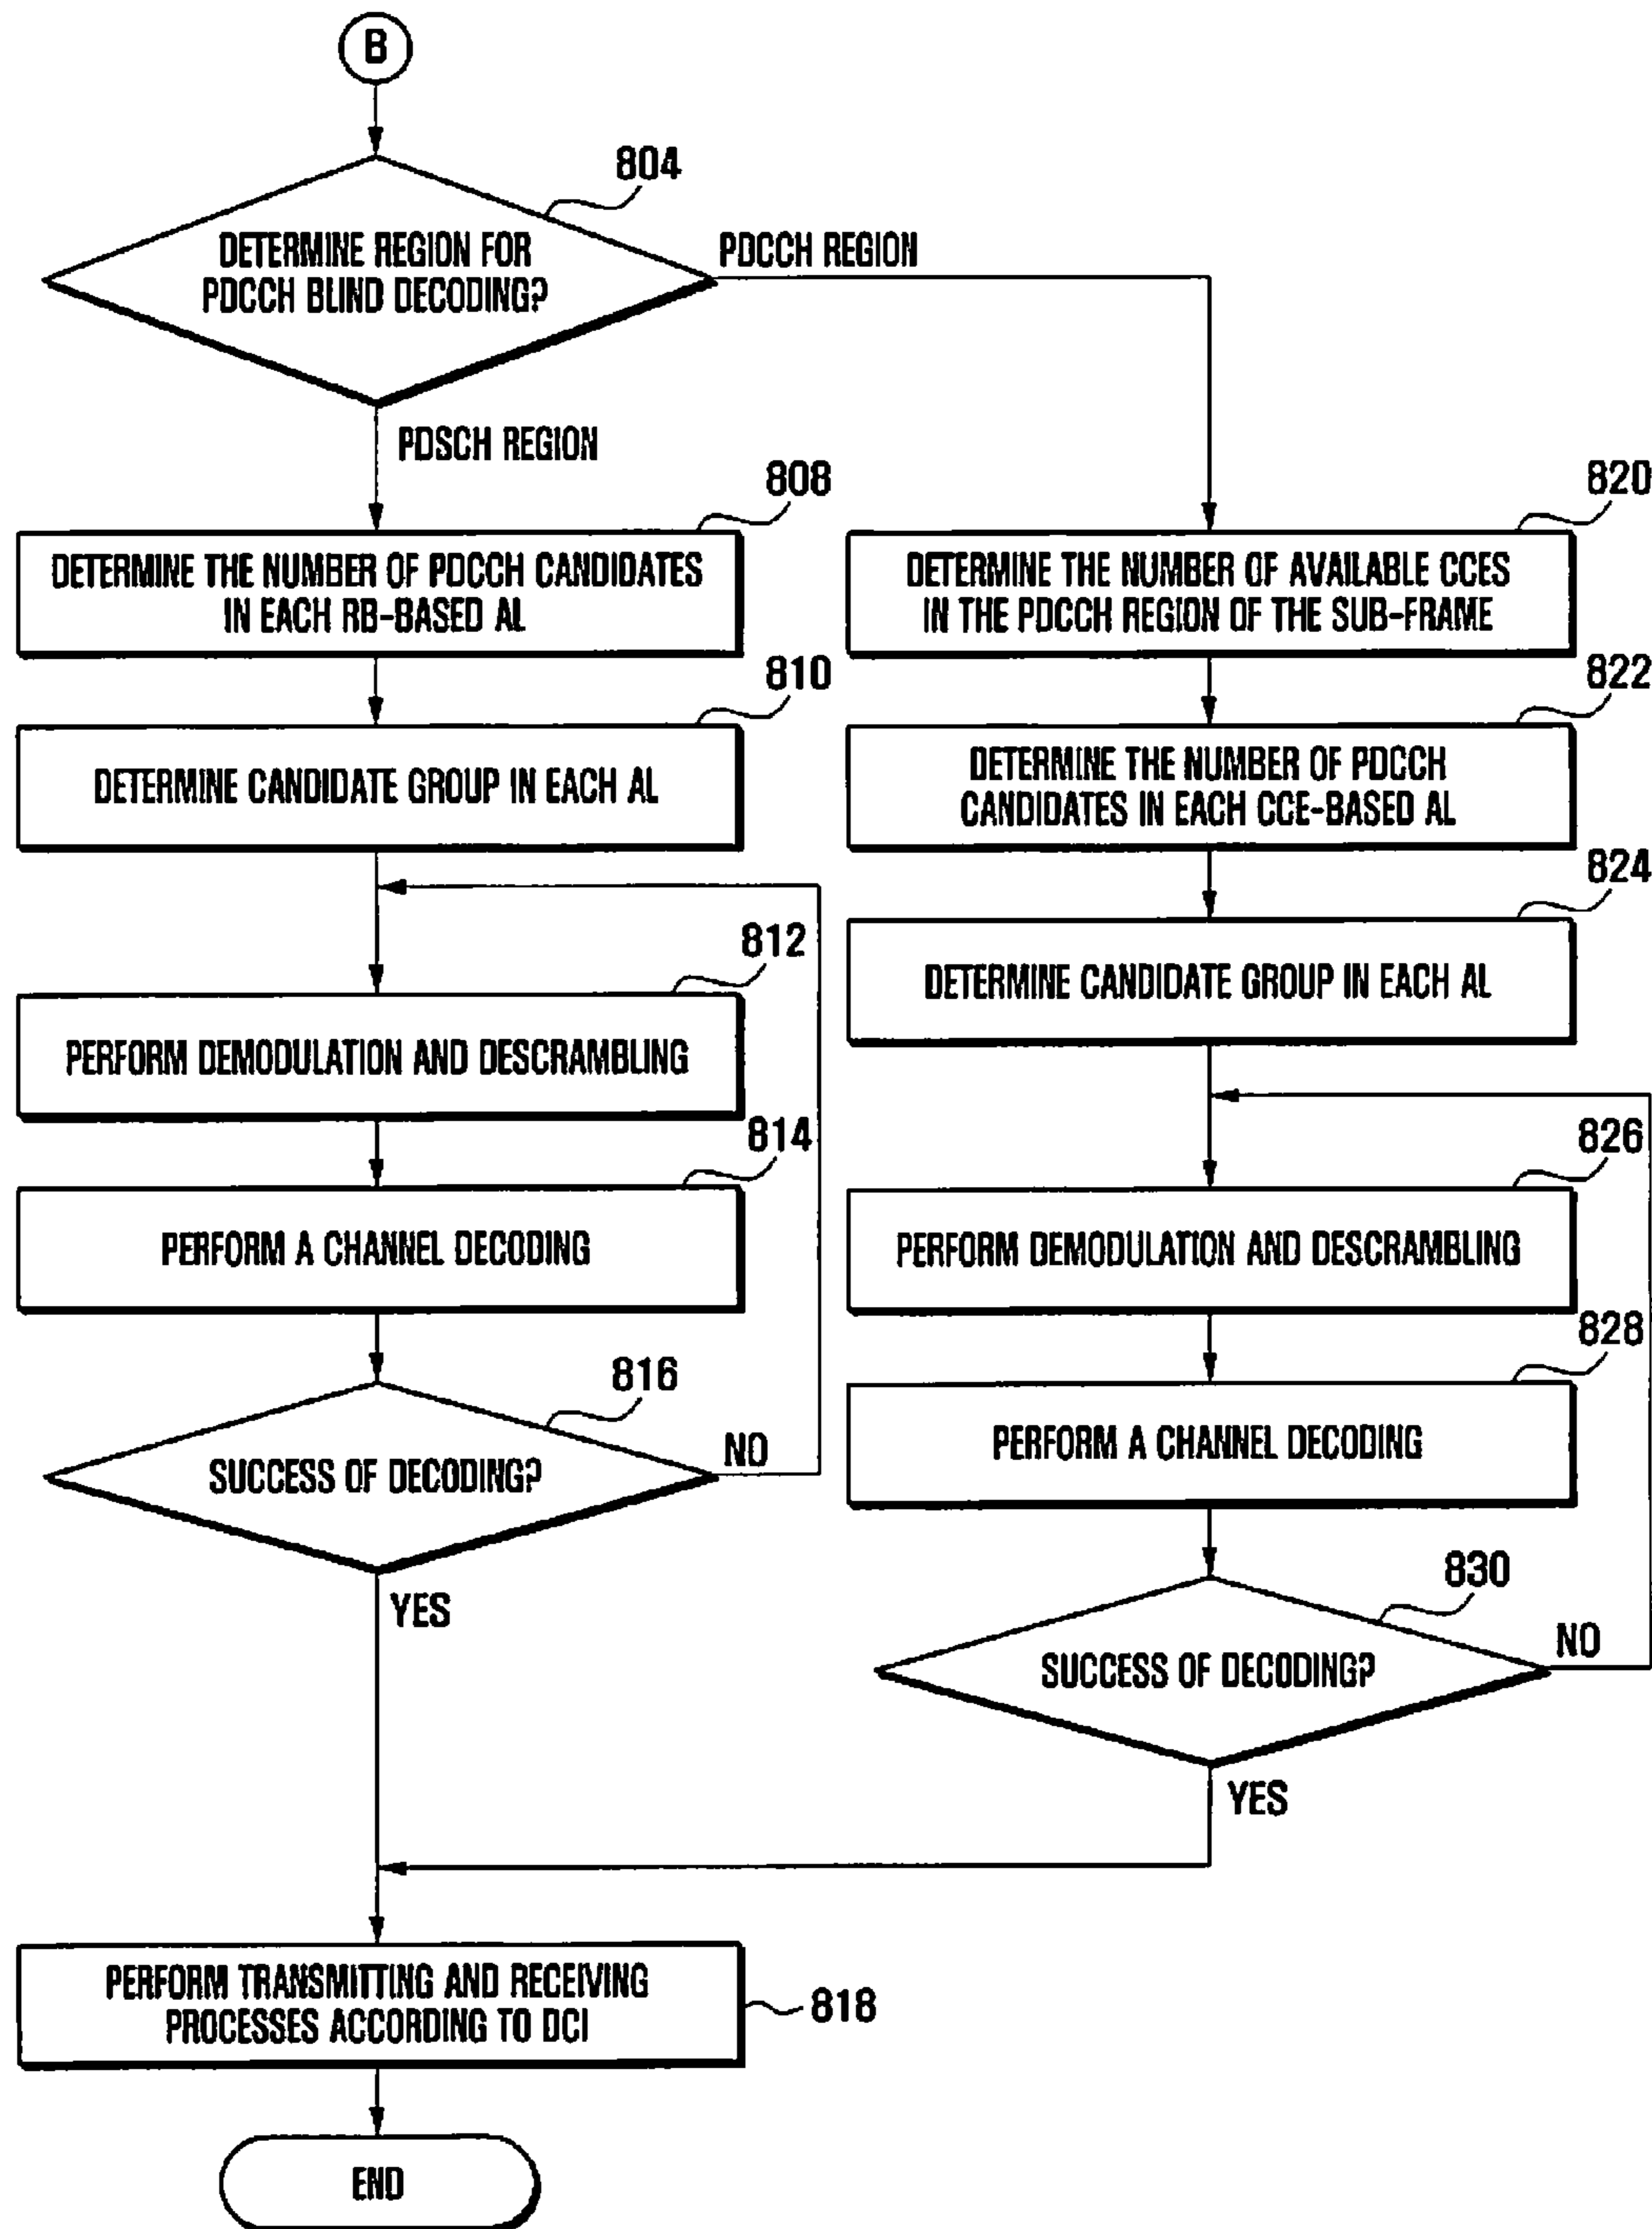 B
804
DETERMINE REGION FOR
PDCCH BLIND DECODING?
PDCCH REGION
PDSCH REGION
808
DETERMINE THE NUMBER OF PDCCH CANDIDATES
IN EACH RB-BASED AL
810
DETERMINE CANDIDATE GROUP IN EACH AL
812
PERFORM DEMODULATION AND DESCRAMBLING
814
PERFORM A CHANNEL DECODING
816
SUCCESS OF DECODING?
NO
YES
820
DETERMINE THE NUMBER OF AVAILABLE CCES
IN THE PDCCH REGION OF THE SUB-FRAME
822
DETERMINE THE NUMBER OF PDCCH
CANDIDATES IN EACH CCE-BASED AL
824
DETERMINE CANDIDATE GROUP IN EACH AL
826
PERFORM DEMODULATION AND DESCRAMBLING
828
PERFORM A CHANNEL DECODING
830
SUCCESS OF DECODING?
NO
YES
PERFORM TRANSMITTING AND RECEIVING
PROCESSES ACCORDING TO DCI
818
END